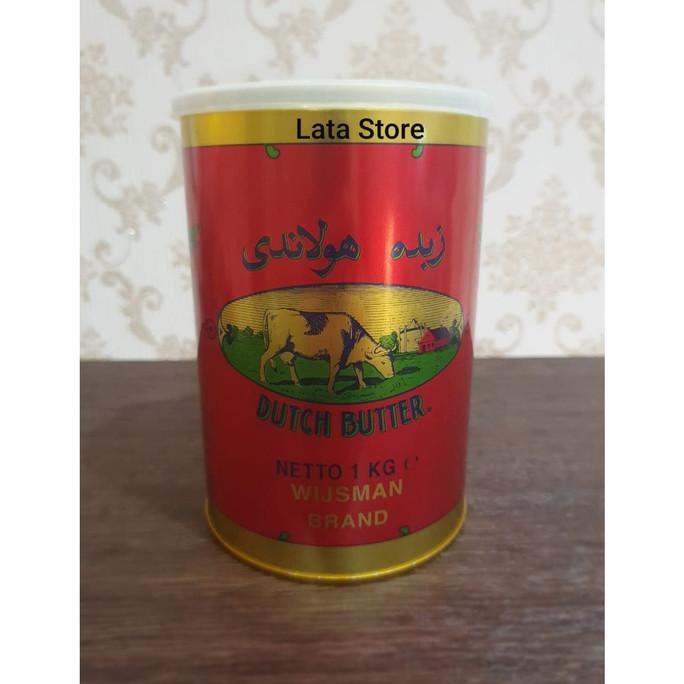 Lata Store
زبده هولاندی
DUTCH BUTTER
NETTO 1 KG
WIJSMAN
BRAND